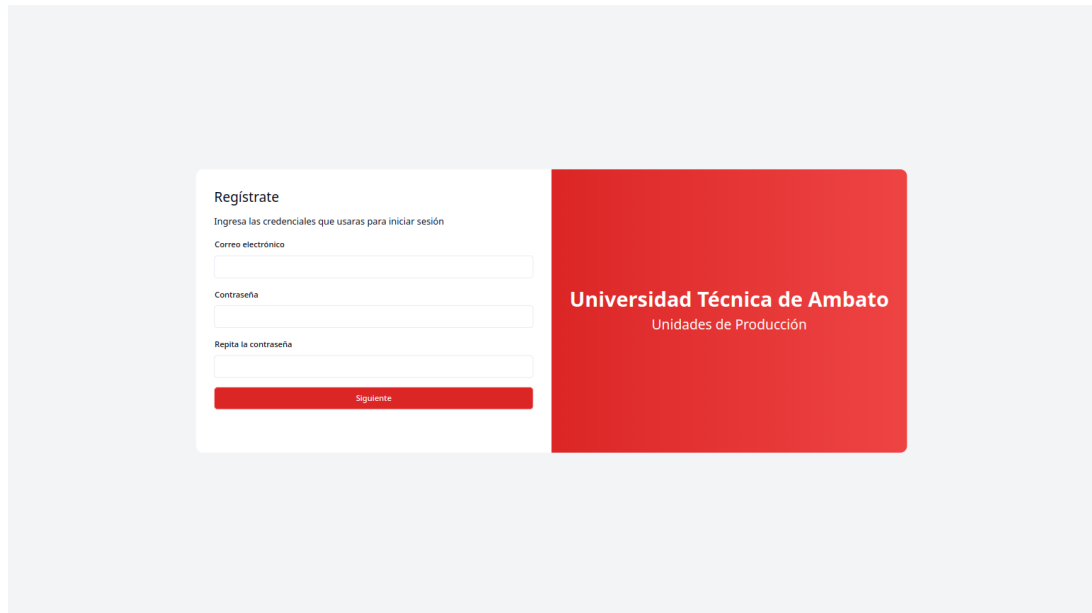 Regístrate
Ingresa las credenciales que usaras para iniciar sesión
Correo electrónico
Contraseña
Repita la contraseña
Siguiente
Universidad Técnica de Ambato
Unidades de Producción